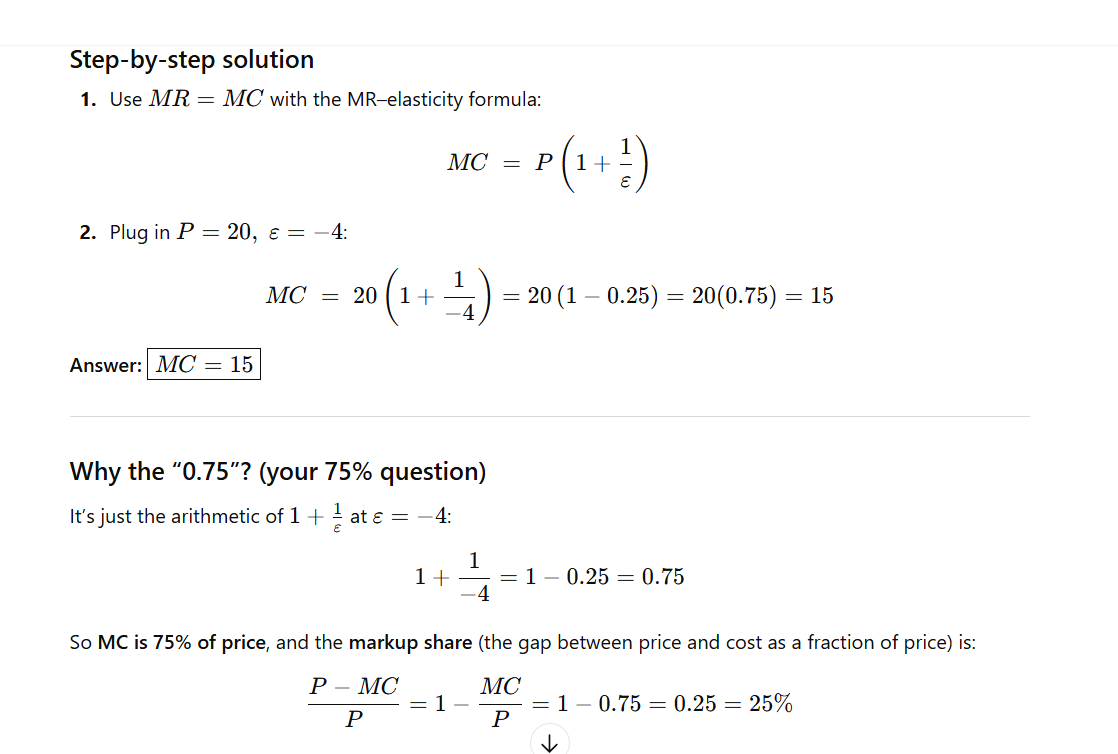 Step-by-step solution
1. Use MR = MC with the MR–elasticity formula:
MC = P(1 + 1/ε)
2. Plug in P = 20, ε = −4:
MC = 20(1 + 1/−4) = 20 (1 − 0.25) = 20(0.75) = 15
Answer: MC = 15
Why the “0.75”? (your 75% question)
It’s just the arithmetic of 1 + 1/ε at ε = −4:
1 + 1/−4 = 1 − 0.25 = 0.75
So MC is 75% of price, and the markup share (the gap between price and cost as a fraction of price) is:
P − MC/P = 1 − MC/P = 1 − 0.75 = 0.25 = 25%